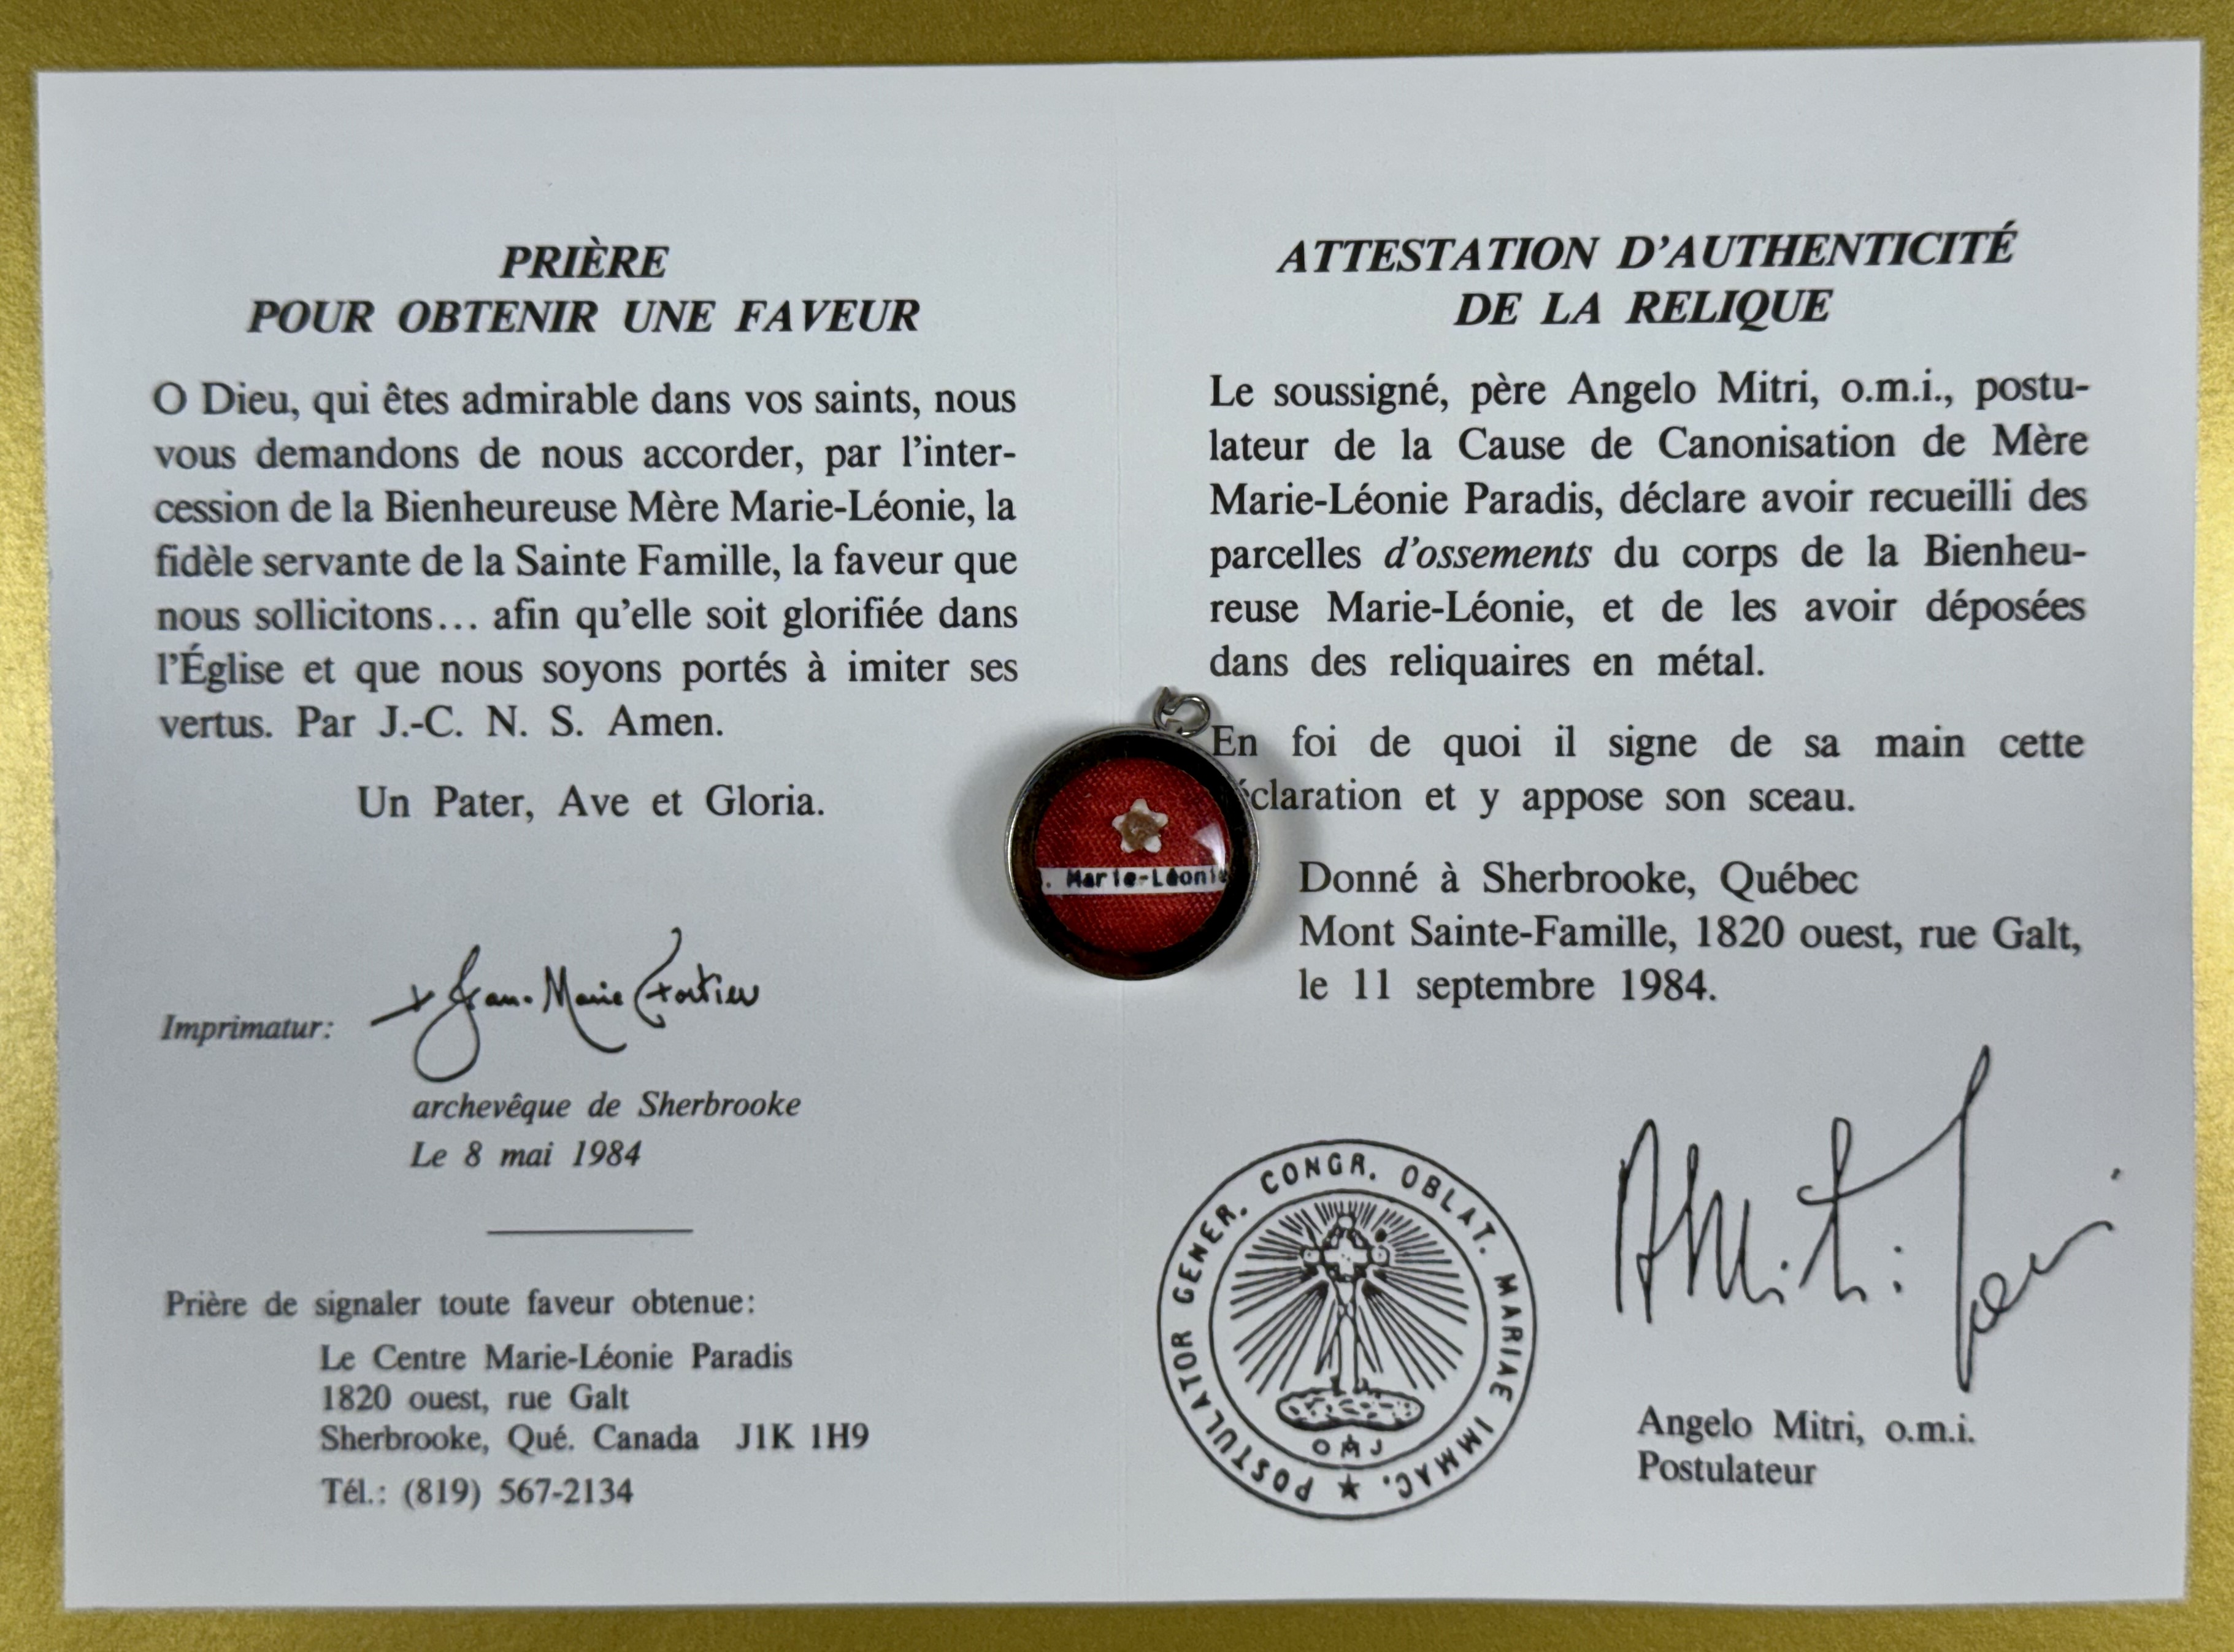 PRIÈRE
POUR OBTENIR UNE FAVEUR
O Dieu, qui êtes admirable dans vos saints, nous
vous demandons de nous accorder, par l'inter-
cession de la Bienheureuse Mère Marie-Léonie, la
fidèle servante de la Sainte Famille, la faveur que
nous sollicitons... afin qu'elle soit glorifiée dans
l'Église et que nous soyons portés à imiter ses
vertus. Par J.-C. N. S. Amen.
Un Pater, Ave et Gloria.
+ Jean-Marie Fortier
Imprimatur:
archevêque de Sherbrooke
Le 8 mai 1984
Prière de signaler toute faveur obtenue:
Le Centre Marie-Léonie Paradis
1820 ouest, rue Galt
Sherbrooke, Qué. Canada J1K 1H9
Tél.: (819) 567-2134
. Marie-Léonie
ATTESTATION D'AUTHENTICITÉ
DE LA RELIQUE
Le soussigné, père Angelo Mitri, o.m.i., postu-
lateur de la Cause de Canonisation de Mère
Marie-Léonie Paradis, déclare avoir recueilli des
parcelles d'ossements du corps de la Bienheu-
reuse Marie-Léonie, et de les avoir déposées
dans des reliquaires en métal.
En foi de quoi il signe de sa main cette
éclaration et y appose son sceau.
Donné à Sherbrooke, Québec
Mont Sainte-Famille, 1820 ouest, rue Galt,
le 11 septembre 1984.
POSTULATOR GENER. CONGR. OBLAT. MARIAE IMMAC.
OMJ
Angelo Mitri, o.m.i.
Postulateur